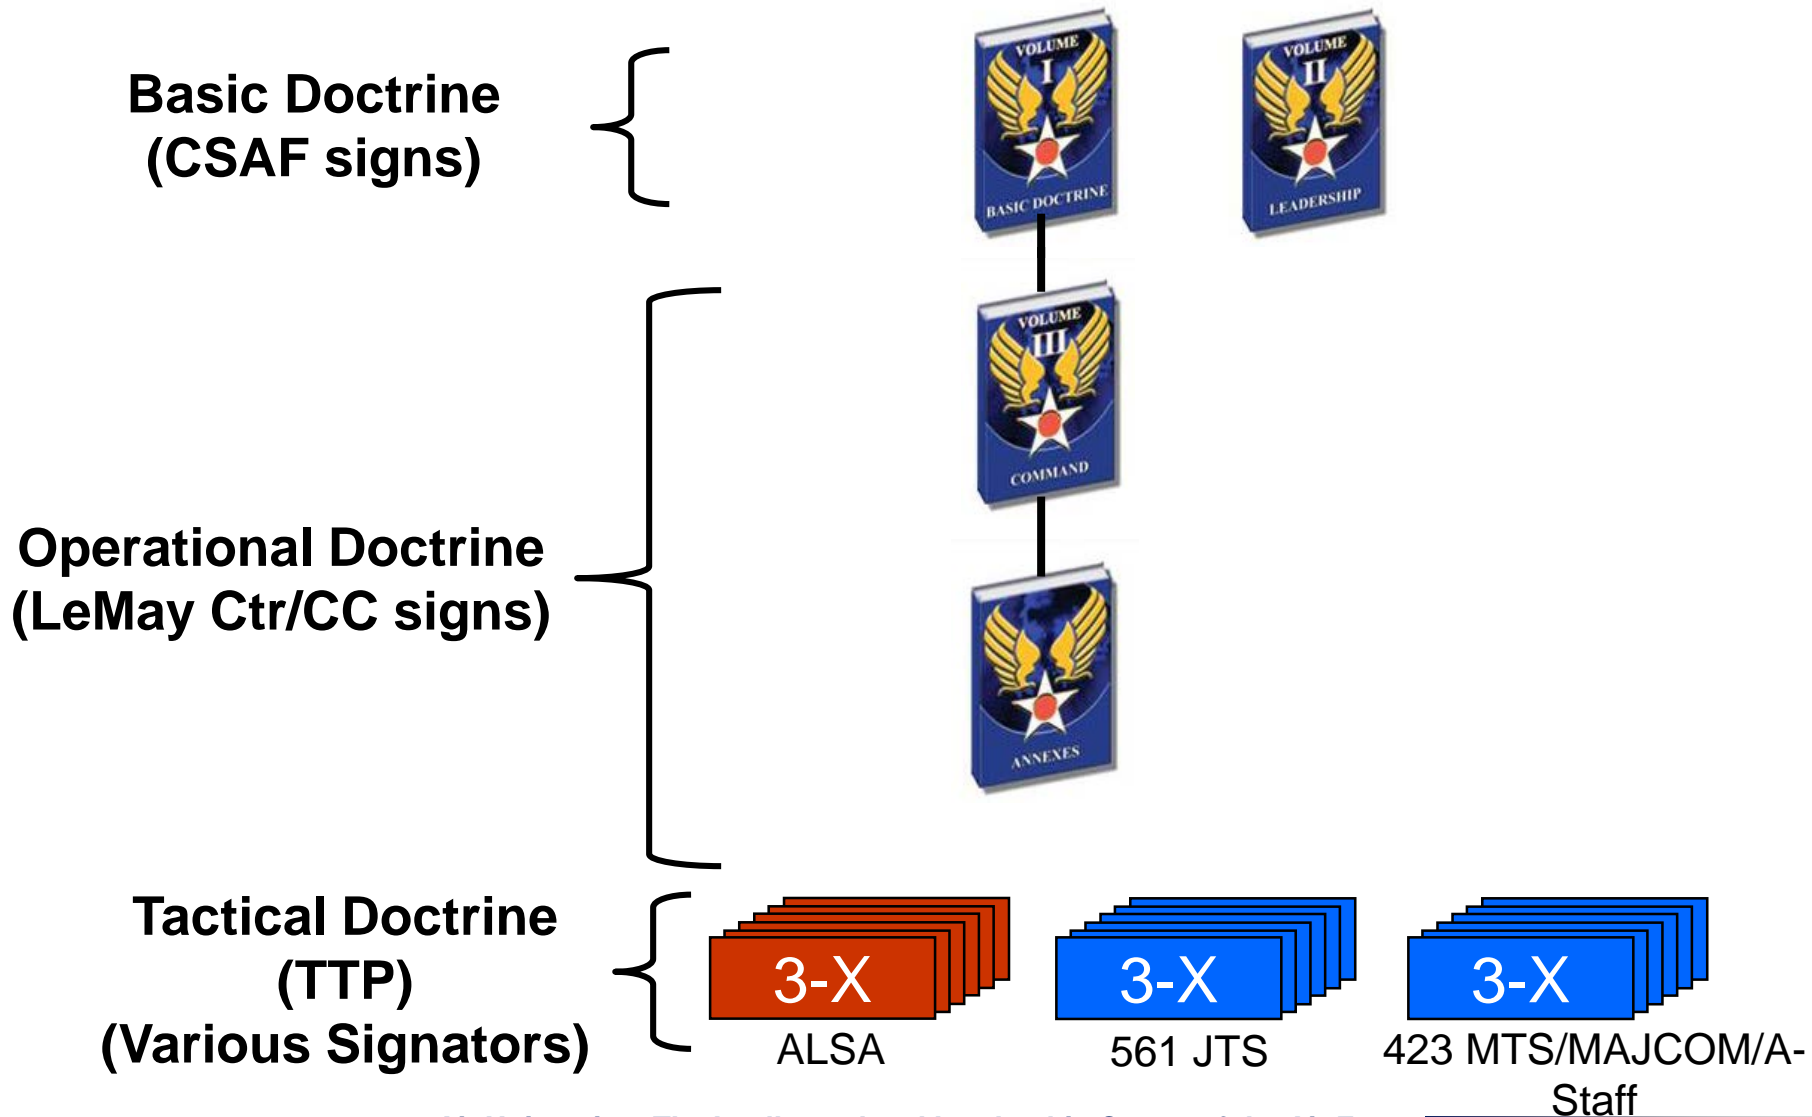 Basic Doctrine
(CSAF signs)
VOLUME
I
BASIC DOCTRINE
VOLUME
II
LEADERSHIP
Operational Doctrine
(LeMay Ctr/CC signs)
VOLUME
III
COMMAND
ANNEXES
Tactical Doctrine
(TTP)
(Various Signators)
3-X
ALSA
3-X
561 JTS
3-X
423 MTS/MAJCOM/A-
Staff